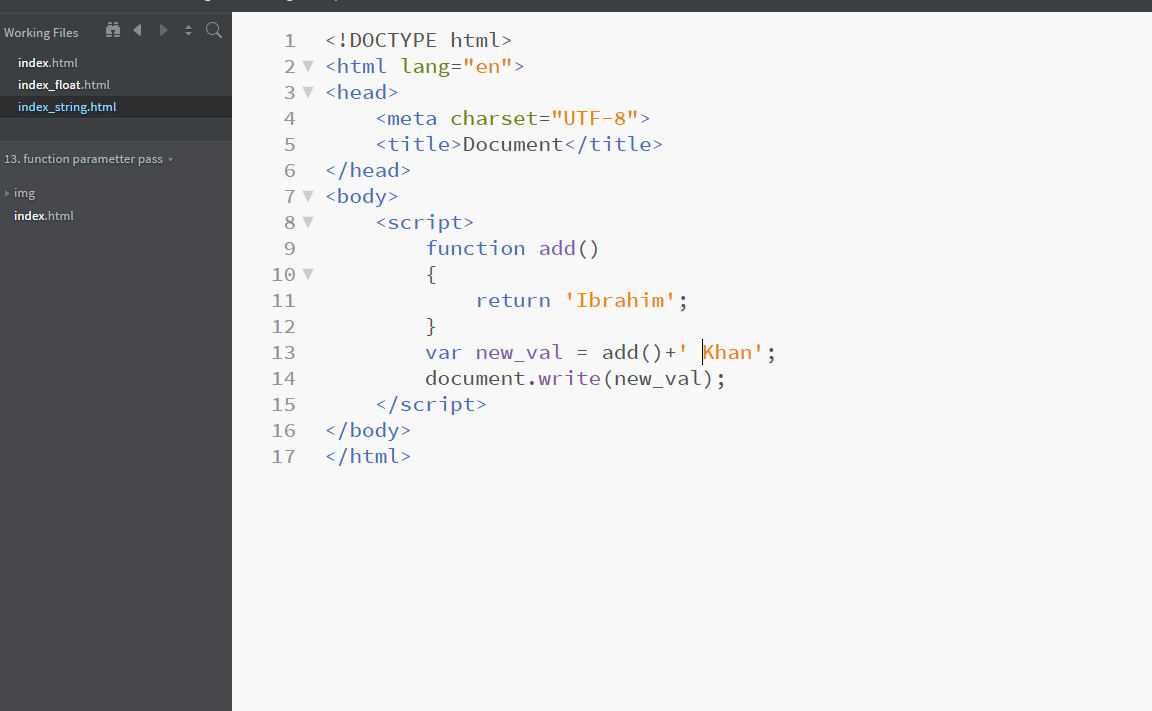 Working Files
index.html
index_float.html
index_string.html
13. function parametter pass
img
index.html
1 <!DOCTYPE html>
2 <html lang="en">
3 <head>
4     <meta charset="UTF-8">
5     <title>Document</title>
6 </head>
7 <body>
8     <script>
9         function add()
10         {
11             return 'Ibrahim';
12         }
13         var new_val = add()+' Khan';
14         document.write(new_val);
15     </script>
16 </body>
17 </html>